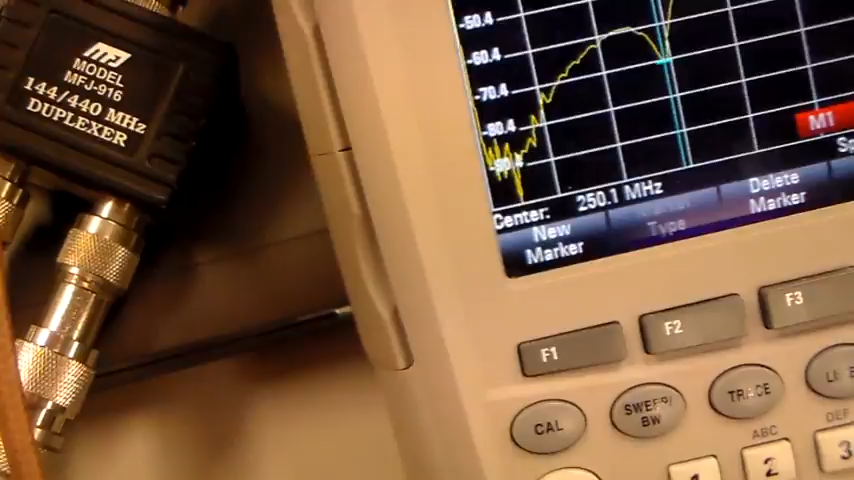 MFJ
MODEL
MFJ-916
144/440 MHz
DUPLEXER
-50.4
-60.4
-70.4
-80.4
-90.4
M1
Center: 250.1 MHz
New
Marker
Marker
Type
Delete
Marker
F1
F2
F3
CAL
SWEEP/
BW
TRACE
ABC
DEF
1
2
3